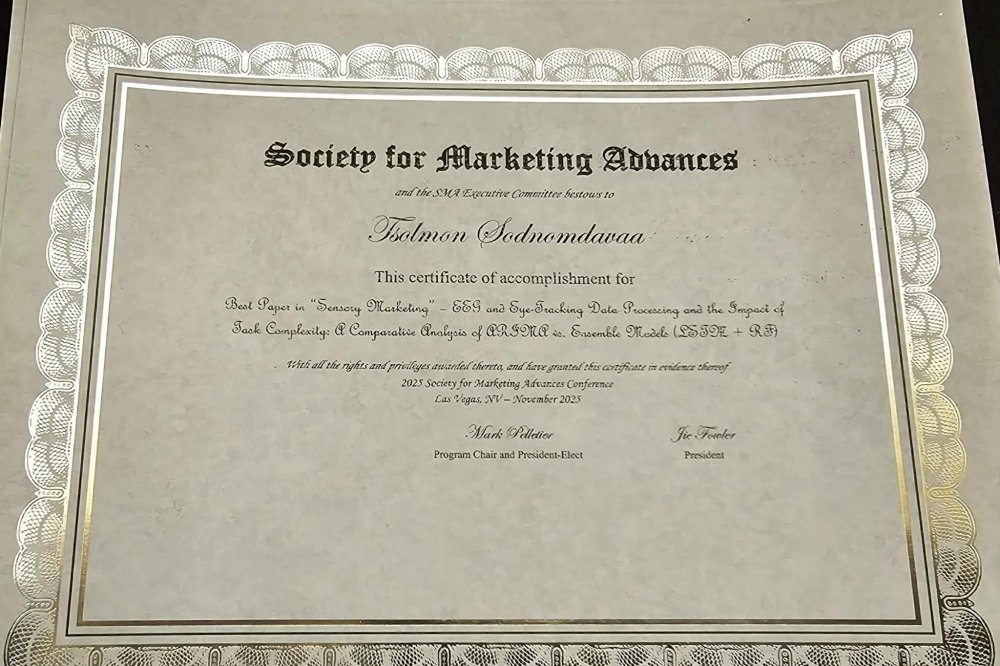 Society for Marketing Advances
and the SMA Executive Committee bestows to
Tsolmon Sodnomdavaa
This certificate of accomplishment for
Best Paper in “Sensory Marketing” – EEG and Eye-Tracking Data Processing and the Impact of
Task Complexity: A Comparative Analysis of ARIMA vs. Ensemble Models (LSTM + RF)
With all the rights and privileges awarded thereto, and have granted this certificate in evidence thereof
2025 Society for Marketing Advances Conference
Las Vegas, NV – November 2025
Mark Pelletier Jie Fowler
Program Chair and President-Elect President